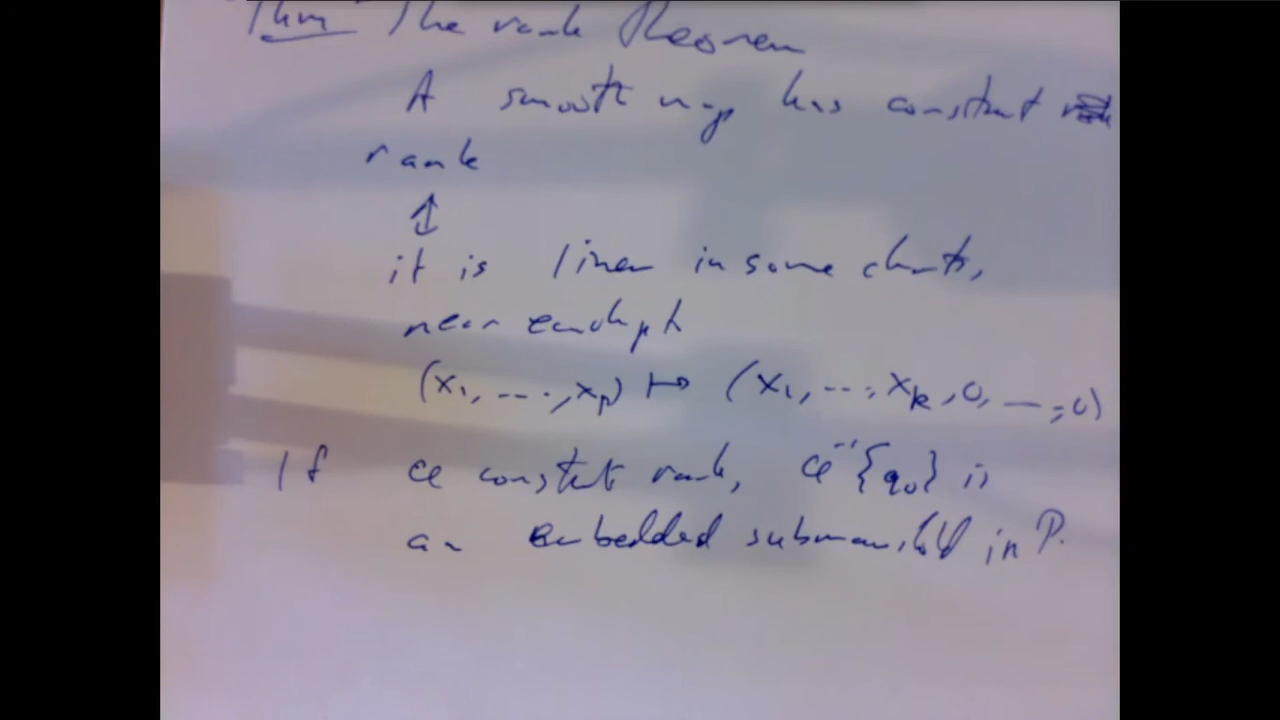 Thm The rank Theorem
A smooth map has constant
rank
⇕
it is linear in some charts,
near each pt
(x₁, ..., xₚ) ↦ (x₁, ..., xₖ, 0, ..., 0)
If φ constant rank, φ⁻¹{q₀} is
an embedded submanifold in P.